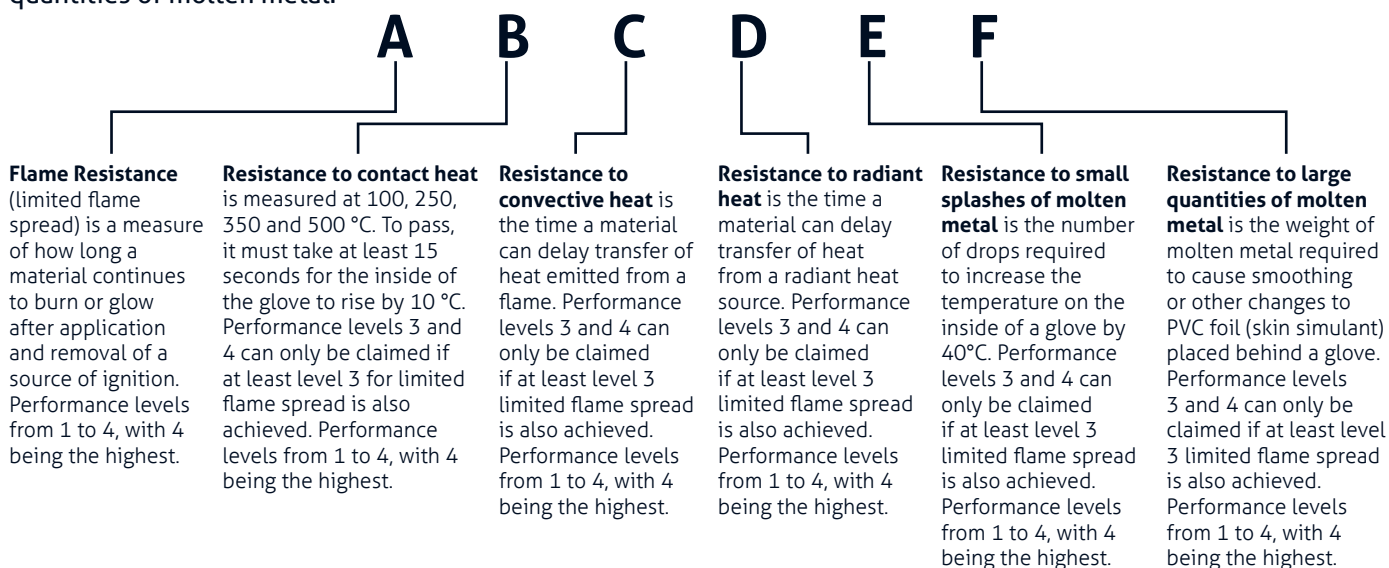 quantities of molten metal.
A B C D E F
Flame Resistance
(limited flame
spread) is a measure
of how long a
material continues
to burn or glow
after application
and removal of a
source of ignition.
Performance levels
from 1 to 4, with 4
being the highest.
Resistance to contact heat
is measured at 100, 250,
350 and 500 °C. To pass,
it must take at least 15
seconds for the inside of
the glove to rise by 10 °C.
Performance levels 3 and
4 can only be claimed if
at least level 3 for limited
flame spread is also
achieved. Performance
levels from 1 to 4, with 4
being the highest.
Resistance to
convective heat is
the time a material
can delay transfer of
heat emitted from a
flame. Performance
levels 3 and 4 can
only be claimed
if at least level 3
limited flame spread
is also achieved.
Performance levels
from 1 to 4, with 4
being the highest.
Resistance to radiant
heat is the time a
material can delay
transfer of heat
from a radiant heat
source. Performance
levels 3 and 4 can
only be claimed
if at least level 3
limited flame spread
is also achieved.
Performance levels
from 1 to 4, with 4
being the highest.
Resistance to small
splashes of molten
metal is the number
of drops required
to increase the
temperature on the
inside of a glove by
40°C. Performance
levels 3 and 4 can
only be claimed
if at least level 3
limited flame spread
is also achieved.
Performance levels
from 1 to 4, with 4
being the highest.
Resistance to large
quantities of molten
metal is the weight of
molten metal required
to cause smoothing
or other changes to
PVC foil (skin simulant)
placed behind a glove.
Performance levels
3 and 4 can only be
claimed if at least level
3 limited flame spread
is also achieved.
Performance levels
from 1 to 4, with 4
being the highest.